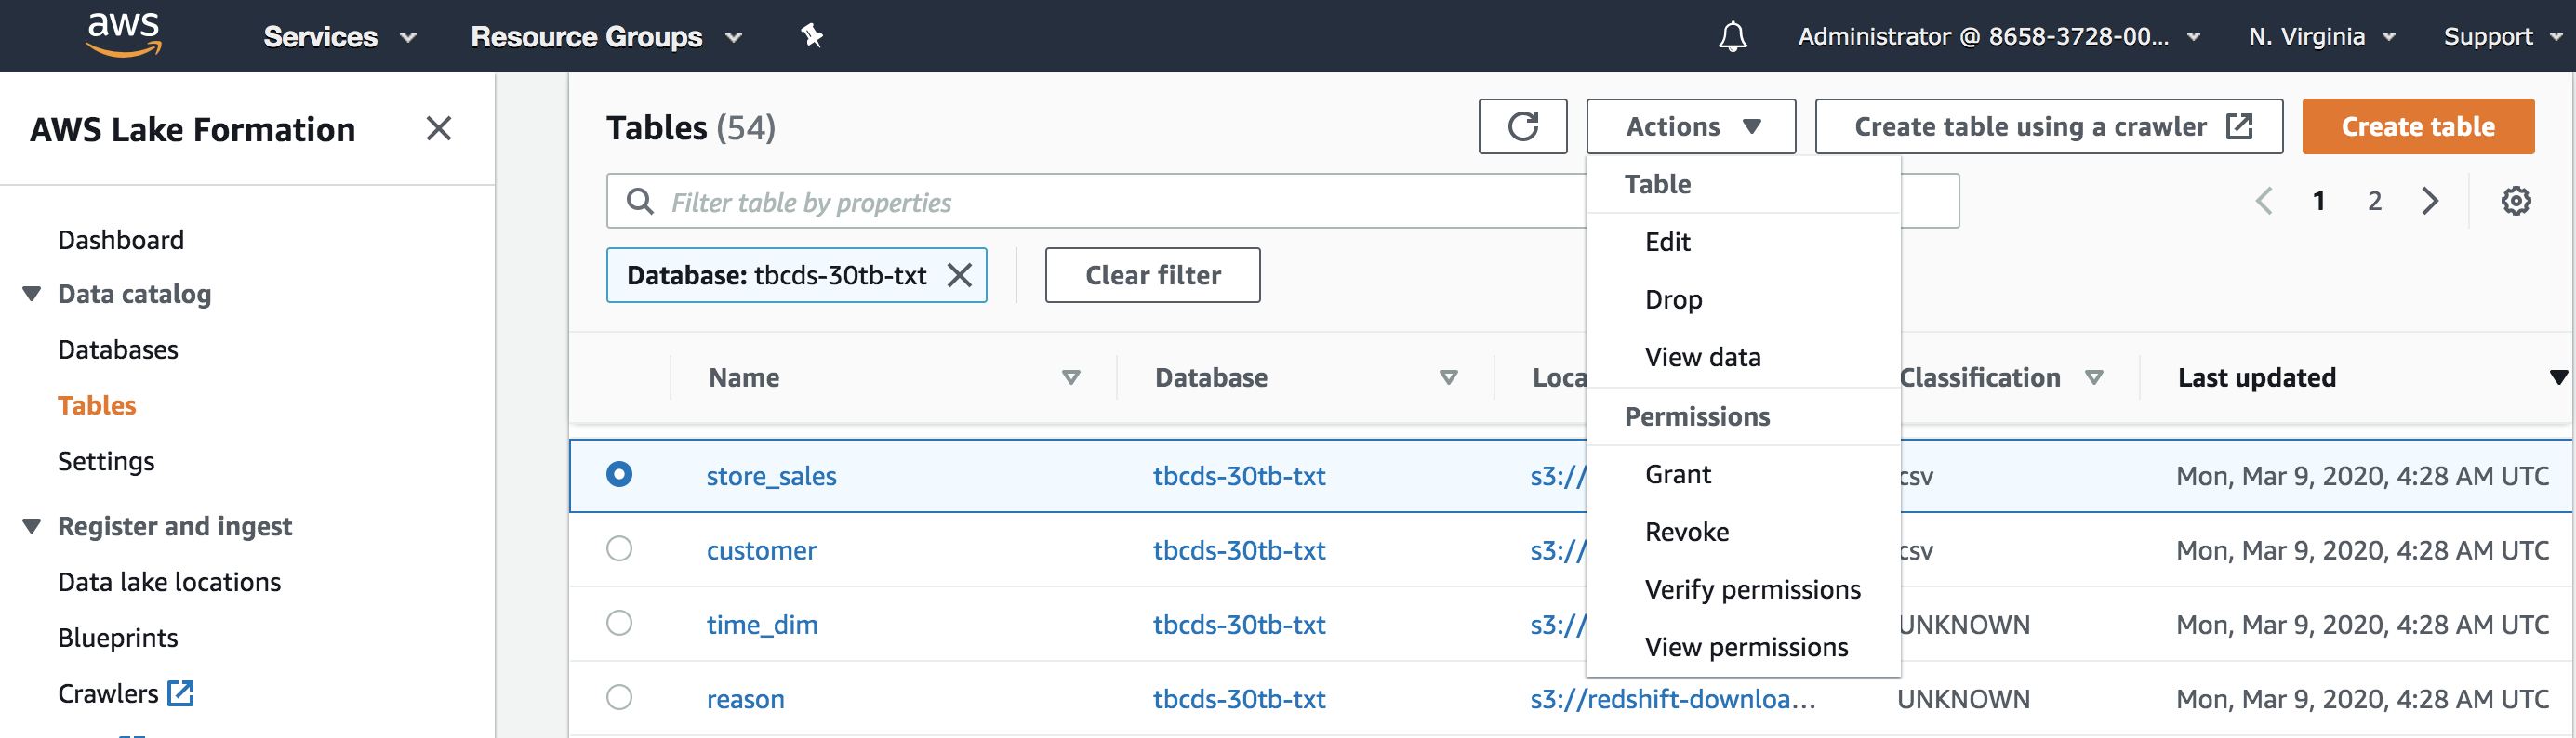 aws Services Resource Groups Administrator @ 8658-3728-00... N. Virginia Support
AWS Lake Formation
Dashboard
Data catalog
Databases
Tables
Settings
Register and ingest
Data lake locations
Blueprints
Crawlers
Tables (54) Actions Create table using a crawler Create table
Filter table by properties 1 2
Database: tbcds-30tb-txt Clear filter
Table
Edit
Drop
View data
Permissions
Grant
Revoke
Verify permissions
View permissions
Name Database Loca Classification Last updated
store_sales tbcds-30tb-txt s3:// csv Mon, Mar 9, 2020, 4:28 AM UTC
customer tbcds-30tb-txt s3:// csv Mon, Mar 9, 2020, 4:28 AM UTC
time_dim tbcds-30tb-txt s3:// UNKNOWN Mon, Mar 9, 2020, 4:28 AM UTC
reason tbcds-30tb-txt s3://redshift-downloa... UNKNOWN Mon, Mar 9, 2020, 4:28 AM UTC